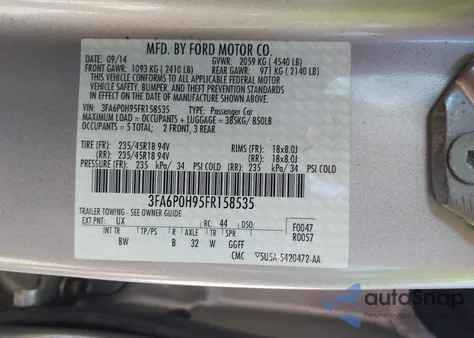 MFD. BY FORD MOTOR CO.
DATE: 09/14 GVWR: 2059 KG ( 4540 LB)
FRONT GAWR: 1093 KG ( 2410 LB) REAR GAWR: 971 KG ( 2140 LB)
THIS VEHICLE CONFORMS TO ALL APPLICABLE FEDERAL MOTOR
VEHICLE SAFETY, BUMPER, AND THEFT PREVENTION STANDARDS IN
EFFECT ON THE DATE OF MANUFACTURE SHOWN ABOVE.
VIN: 3FA6P0H95FR158535 TYPE: Passenger Car
MAXIMUM LOAD = OCCUPANTS + LUGGAGE = 385KG/ 850LB
OCCUPANTS = 5 TOTAL: 2 FRONT, 3 REAR
TIRE (FT): 235/45R18 94V RIMS (FT): 18x8.0J
(RR): 235/45R18 94V (RR): 18x8.0J
PRESSURE (FT) 235 kPa/ 34 PSI COLD (RR) 235 kPa/ 34 PSI COLD
3FA6P0H95FR158535
TRAILER TOWING - SEE OWNER GUIDE F0047
EXT PNT: UX RC: 44 DSO: R0057
INT TR TP/PS R AXLE TR SPR
BW B 32 W GGFF
CMC 5U5A-5420472-AA
autoSnap